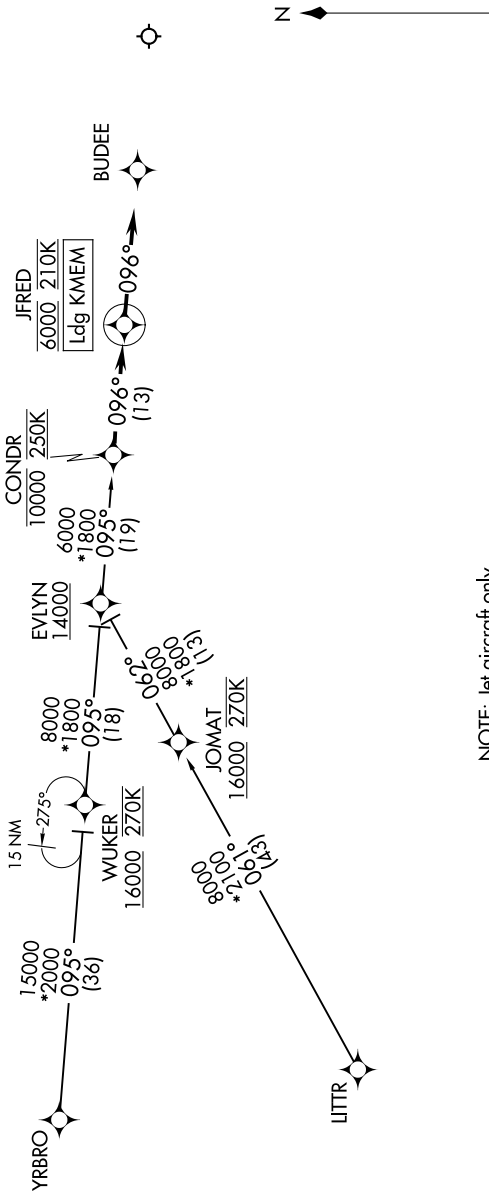 N
BUDEE
JFRED
6000 210K
Ldg KMEM
096°
096°
(13)
CONDR
10000 250K
6000
*1800
095°
(19)
EVLYN
14000
8000
*1800
095°
(18)
15 NM
275°
WUKER
16000 270K
062°
8000
*1800
(13)
JOMAT
16000 270K
15000
*2000
095°
(36)
8000
*2100
061°
(43)
YRBRO
LITTR
NOTE: Jet aircraft only